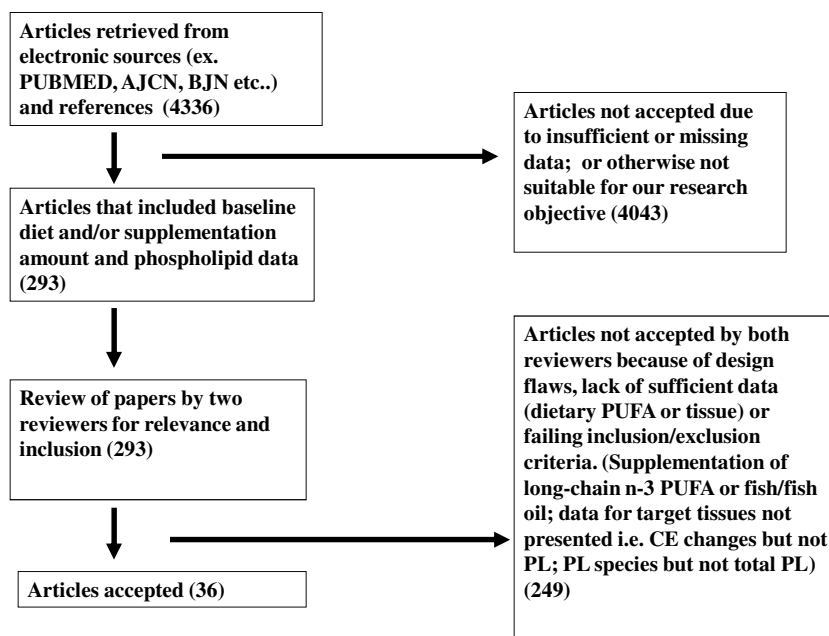 Articles retrieved from
electronic sources (ex.
PUBMED, AJCN, BJN etc..)
and references  (4336)
Articles not accepted due
to insufficient or missing
data;  or otherwise not
suitable for our research
objective (4043)
Articles that included baseline
diet and/or supplementation
amount and phospholipid data
(293)
Review of papers by two
reviewers for relevance and
inclusion (293)
Articles not accepted by both
reviewers because of design
flaws, lack of sufficient data
(dietary PUFA or tissue) or
failing inclusion/exclusion
criteria. (Supplementation of
long-chain n-3 PUFA or fish/fish
oil; data for target tissues not
presented i.e. CE changes but not
PL; PL species but not total PL)
(249)
Articles accepted (36)